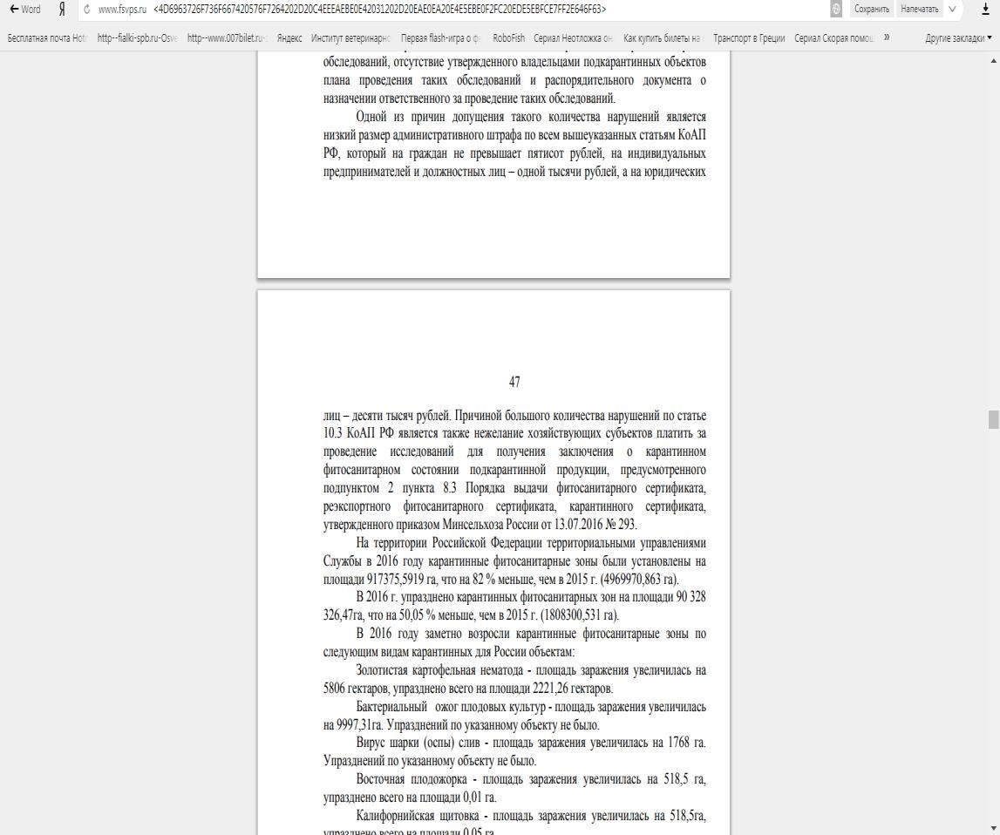 Word
Я
www.fsvps.ru <4D6963726F736F667420576F7264202D20C4EEEAEBE0E42031202D20EAE0EA20E4E5EBE0F2FC20EDE5EBFCE7FF2E646F63>
Сохранить
Напечатать
Бесплатная почта Hot
http--fialki-spb.ru-Osve
http--www.007bilet.ru-
Яндекс
Институт ветеринарн
Первая flash-игра о ф
RoboFish
Сериал Неотложка он
Как купить билеты на
Транспорт в Греции
Сериал Скорая помощ
»
Другие закладки
обследований, отсутствие утвержденного владельцами подкарантинных объектов
плана проведения таких обследований и распорядительного документа о
назначении ответственного за проведение таких обследований.
Одной из причин допущения такого количества нарушений является
низкий размер административного штрафа по всем вышеуказанных статьям КоАП
РФ, который на граждан не превышает пятисот рублей, на индивидуальных
предпринимателей и должностных лиц – одной тысячи рублей, а на юридических
47
лиц – десяти тысяч рублей. Причиной большого количества нарушений по статье
10.3 КоАП РФ является также нежелание хозяйствующих субъектов платить за
проведение исследований для получения заключения о карантинном
фитосанитарном состоянии подкарантинной продукции, предусмотренного
подпунктом 2 пункта 8.3 Порядка выдачи фитосанитарного сертификата,
реэкспортного фитосанитарного сертификата, карантинного сертификата,
утвержденного приказом Минсельхоза России от 13.07.2016 № 293.
На территории Российской Федерации территориальными управлениями
Службы в 2016 году карантинные фитосанитарные зоны были установлены на
площади 917375,5919 га, что на 82 % меньше, чем в 2015 г. (4969970,863 га).
В 2016 г. упразднено карантинных фитосанитарных зон на площади 90 328
326,47га, что на 50,05 % меньше, чем в 2015 г. (1808300,531 га).
В 2016 году заметно возросли карантинные фитосанитарные зоны по
следующим видам карантинных для России объектам:
Золотистая картофельная нематода - площадь заражения увеличилась на
5806 гектаров, упразднено всего на площади 2221,26 гектаров.
Бактериальный ожог плодовых культур - площадь заражения увеличилась
на 9997,31га. Упразднений по указанному объекту не было.
Вирус шарки (оспы) слив - площадь заражения увеличилась на 1768 га.
Упразднений по указанному объекту не было.
Восточная плодожорка - площадь заражения увеличилась на 518,5 га,
упразднено всего на площади 0,01 га.
Калифорнийская щитовка - площадь заражения увеличилась на 518,5га,
упразднено всего на площади 0,05 га